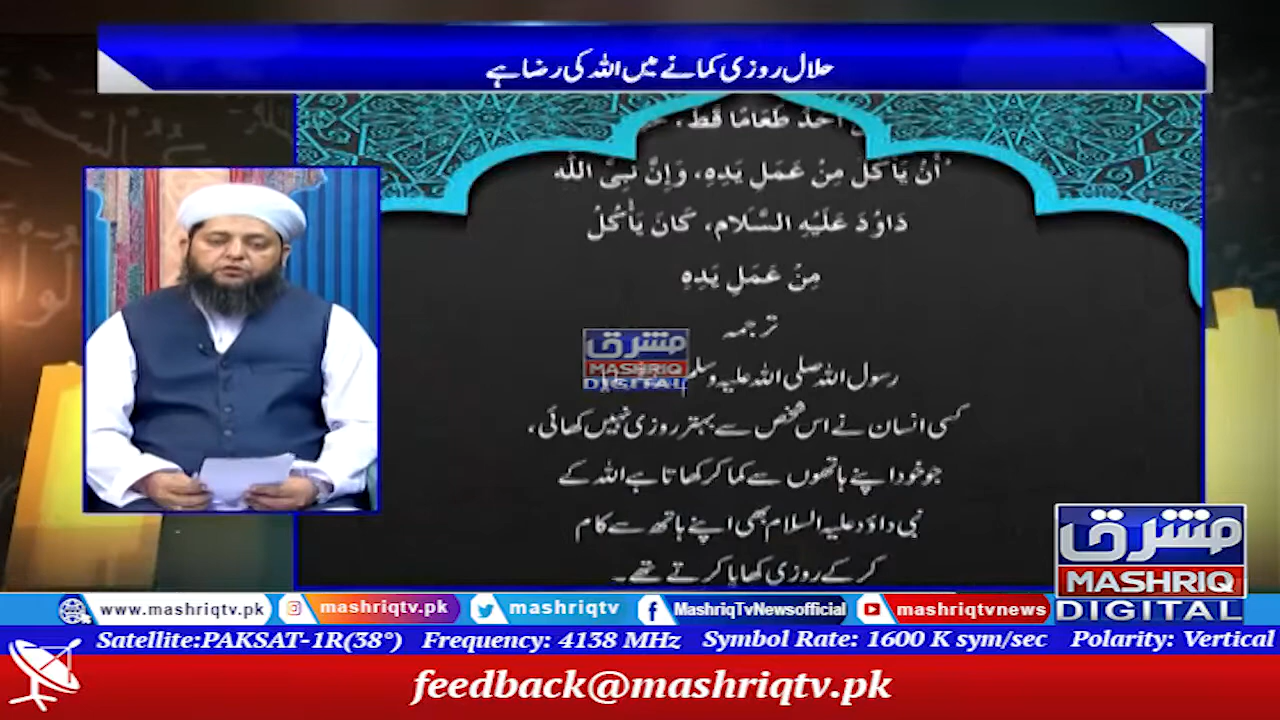 حلال روزی کمانے میں اللہ کی رضا ہے
أَحَدٌ طَعَامًا قَطُّ،
أَنْ يَأْكُلَ مِنْ عَمَلِ يَدِهِ، وَإِنَّ نَبِيَّ اللَّهِ
دَاوُدَ عَلَيْهِ السَّلَام، كَانَ يَأْكُلُ
مِنْ عَمَلِ يَدِهِ
ترجمہ
رسول اللہ صلی اللہ علیہ وسلم
کسی انسان نے اس شخص سے بہتر روزی نہیں کھائی،
جو خود اپنے ہاتھوں سے کما کر کھاتا ہے اللہ کے
نبی داؤد علیہ السلام بھی اپنے ہاتھ سے کام
کر کے روزی کھایا کرتے تھے۔
مشرق
MASHRIQ
DIGITAL
مشرق
MASHRIQ
DIGITAL
www.mashriqtv.pk mashriqtv.pk mashriqtv MashriqTvNewsofficial mashriqtvnews
Satellite:PAKSAT-1R(38°) Frequency: 4138 MHz Symbol Rate: 1600 K sym/sec Polarity: Vertical
feedback@mashriqtv.pk